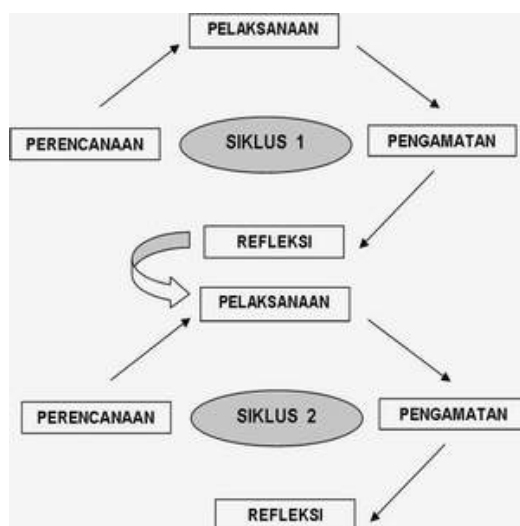 PELAKSANAAN
PERENCANAAN
SIKLUS 1
PENGAMATAN
REFLEKSI
PELAKSANAAN
PERENCANAAN
SIKLUS 2
PENGAMATAN
REFLEKSI